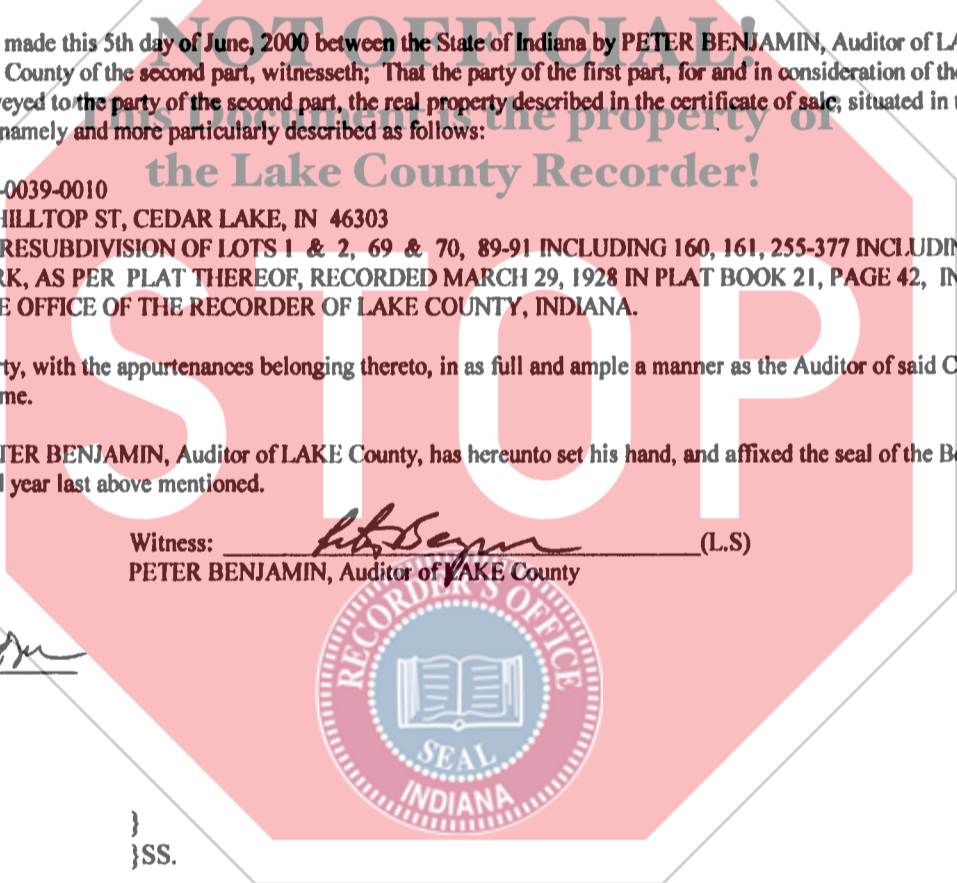 NOT OFFICIAL!
made this 5th day of June, 2000 between the State of Indiana by PETER BENJAMIN, Auditor of LA
County of the second part, witnesseth; That the party of the first part, for and in consideration of the
eyed to the party of the second part, the real property described in the certificate of sale, situated in t
This Document is the property of
namely and more particularly described as follows:
the Lake County Recorder!
-0039-0010
HILLTOP ST, CEDAR LAKE, IN 46303
RESUBDIVISION OF LOTS 1 & 2, 69 & 70, 89-91 INCLUDING 160, 161, 255-377 INCLUDIN
RK, AS PER PLAT THEREOF, RECORDED MARCH 29, 1928 IN PLAT BOOK 21, PAGE 42, IN
E OFFICE OF THE RECORDER OF LAKE COUNTY, INDIANA.
STOP
ty, with the appurtenances belonging thereto, in as full and ample a manner as the Auditor of said C
me.
TER BENJAMIN, Auditor of LAKE County, has hereunto set his hand, and affixed the seal of the B
year last above mentioned.
Witness: (L.S)
PETER BENJAMIN, Auditor of LAKE County
RECORDER'S OFFICE
SEAL
INDIANA
}
}SS.